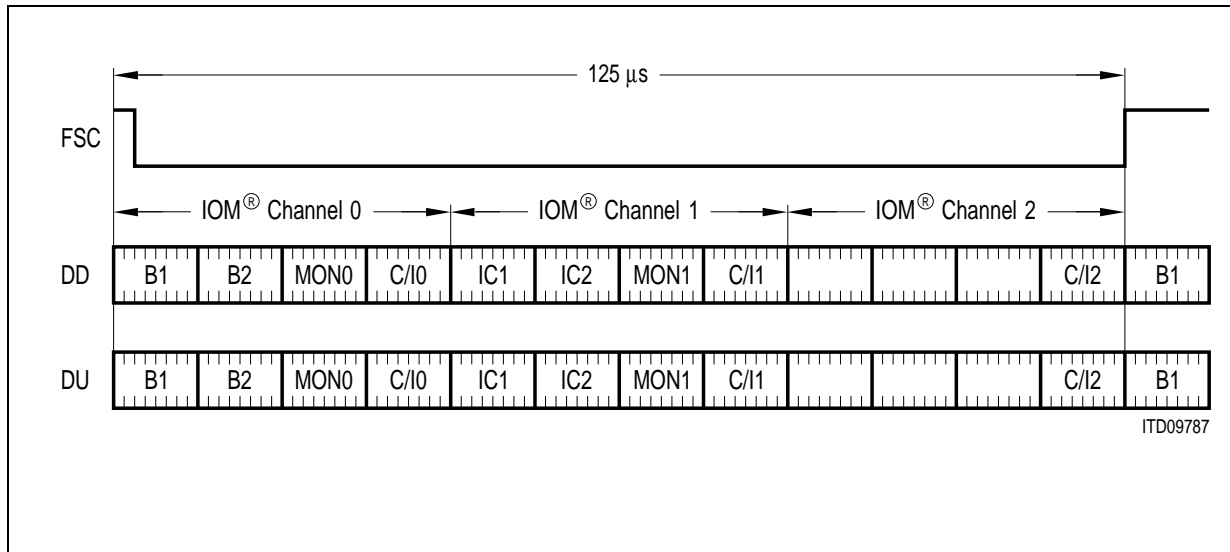 125 µs
FSC
IOM® Channel 0 IOM® Channel 1 IOM® Channel 2
DD B1 B2 MON0 C/I0 IC1 IC2 MON1 C/I1 C/I2 B1
DU B1 B2 MON0 C/I0 IC1 IC2 MON1 C/I1 C/I2 B1
ITD09787